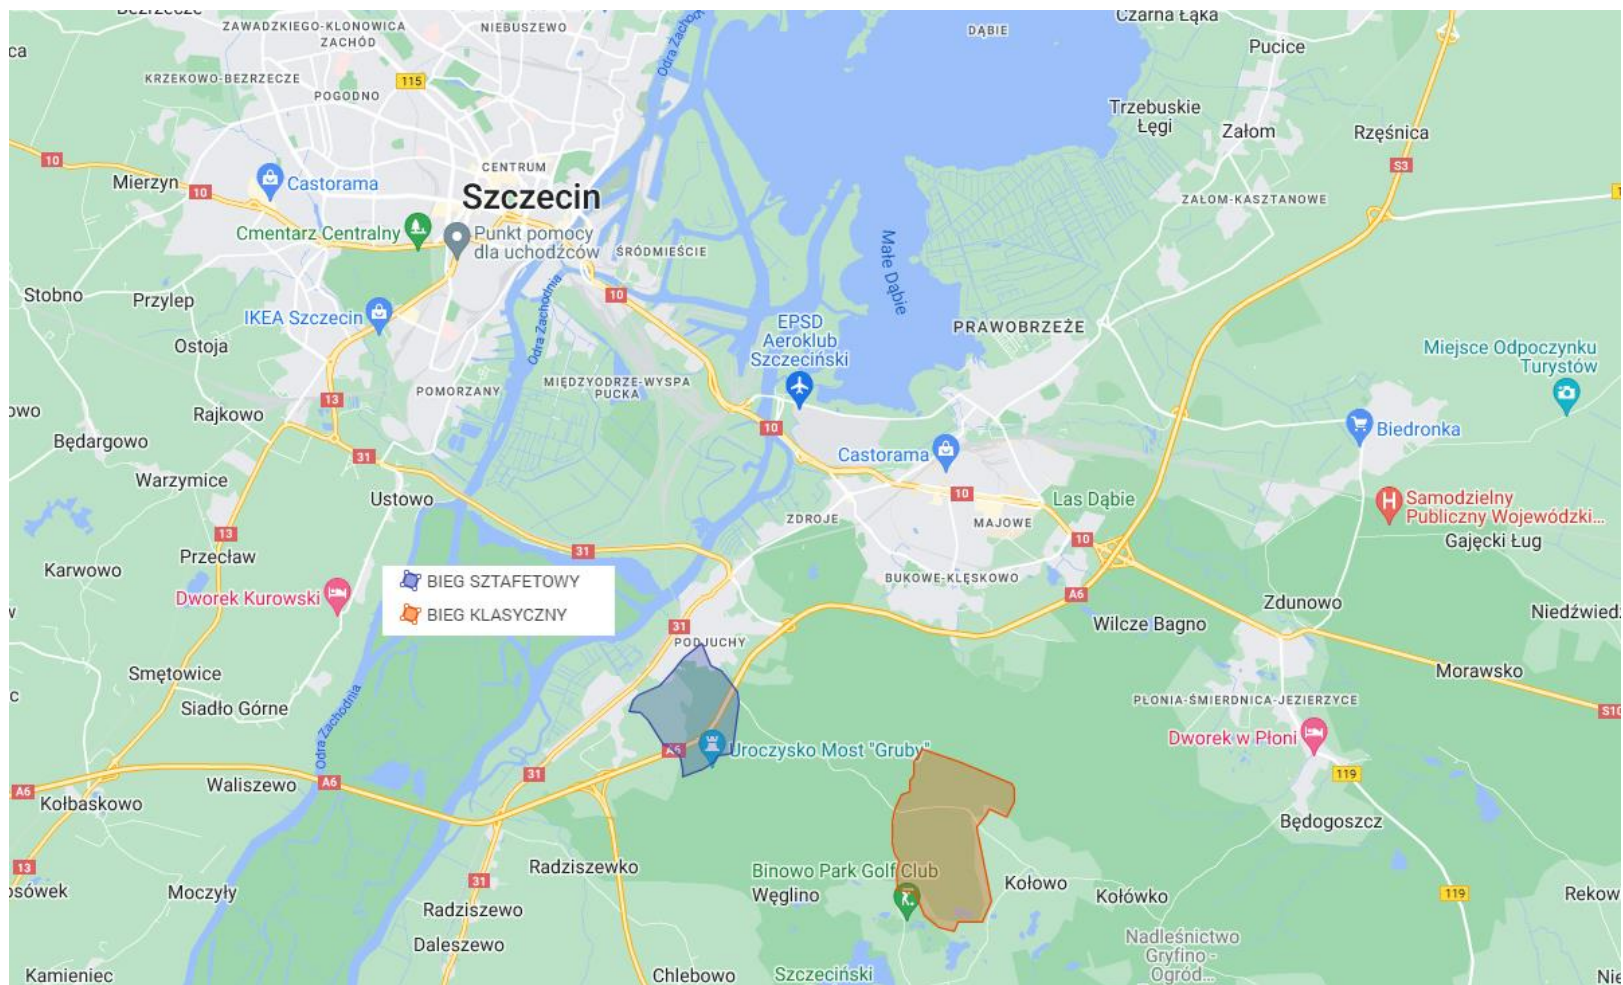 Czarna Łąka
ZAWADZKIEGO-KLONOWICA
ZACHÓD
NIEBUSZEWO
Odra Zachodnia
DĄBIE
Pucice
KRZEKOWO-BEZRZECZE
115
POGODNO
Trzebuskie
Łęgi
Załom
Rzęśnica
10
CENTRUM
S3
Mierzyn
10
Castorama
Szczecin
ZAŁOM-KASZTANOWE
Cmentarz Centralny
Punkt pomocy
dla uchodźców
ŚRÓDMIEŚCIE
Małe Dąbie
Stobno
Przylep
10
Odra Zachodnia
IKEA Szczecin
EPSD
Aeroklub
Szczeciński
PRAWOBRZEŻE
Ostoja
Miejsce Odpoczynku
Turystów
POMORZANY
MIĘDZYODRZE-WYSPA
PUCKA
13
Rajkowo
Będargowo
10
Biedronka
31
Castorama
Warzymice
Ustowo
10
Las Dąbie
Samodzielny
Publiczny Wojewódzki...
ZDROJE
MAJOWE
13
10
Gajęcki Ług
Przecław
31
Karwowo
BIEG SZTAFETOWY
BUKOWE-KLĘSKOWO
Dworek Kurowski
A6
Zdunowo
BIEG KLASYCZNY
31
Wilcze Bagno
PODJUCHY
Smętowice
Morawsko
Siadło Górne
PŁONIA-ŚMIERDNICA-JEZIERZYCE
S10
Odra Zachodnia
Dworek w Płoni
A6
Uroczysko Most "Gruby"
31
119
Waliszewo
A6
A6
Kołbaskowo
Będogoszcz
13
Radziszewko
Binowo Park Golf Club
31
Kołowo
Moczyły
Węglino
Kołówko
119
Radziszewo
Daleszewo
Nadleśnictwo
Gryfino -
Ogród...
Kamieniec
Chlebowo
Szczeciński